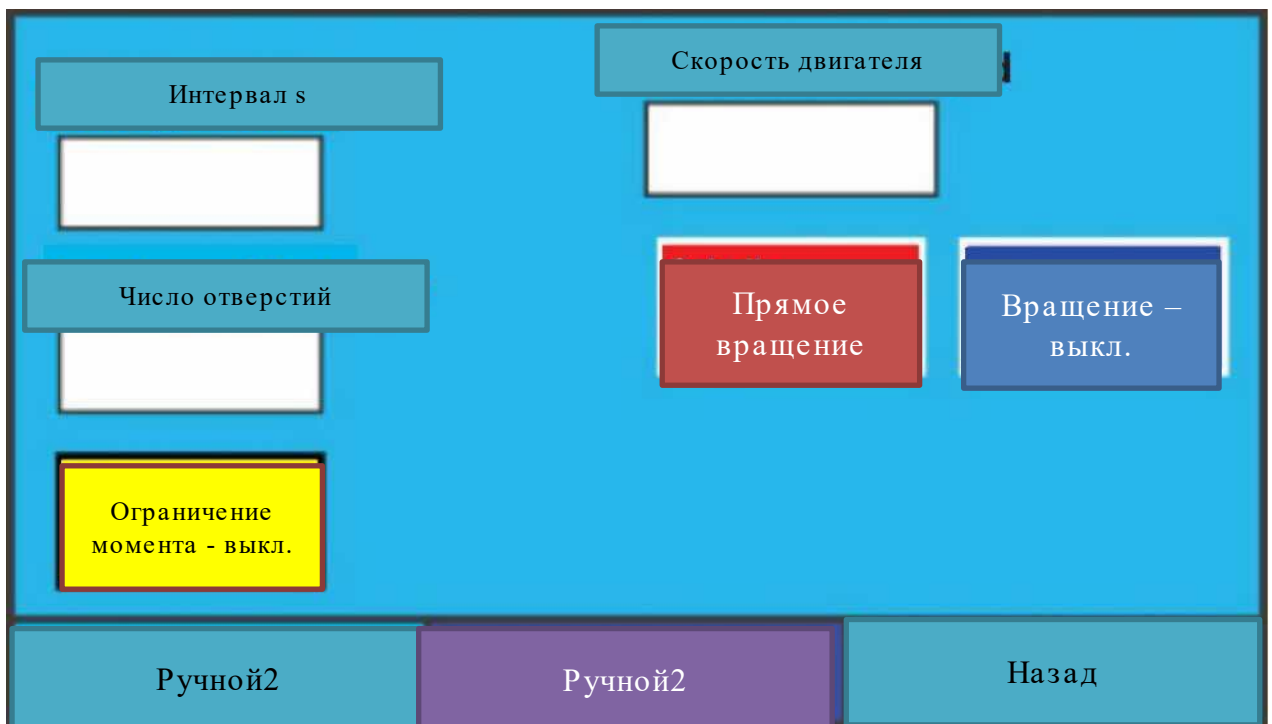 Скорость двигателя
Интервал s
Число отверстий
Прямое
вращение
Вращение –
выкл.
Ограничение
момента - выкл.
Ручной2
Ручной2
Назад